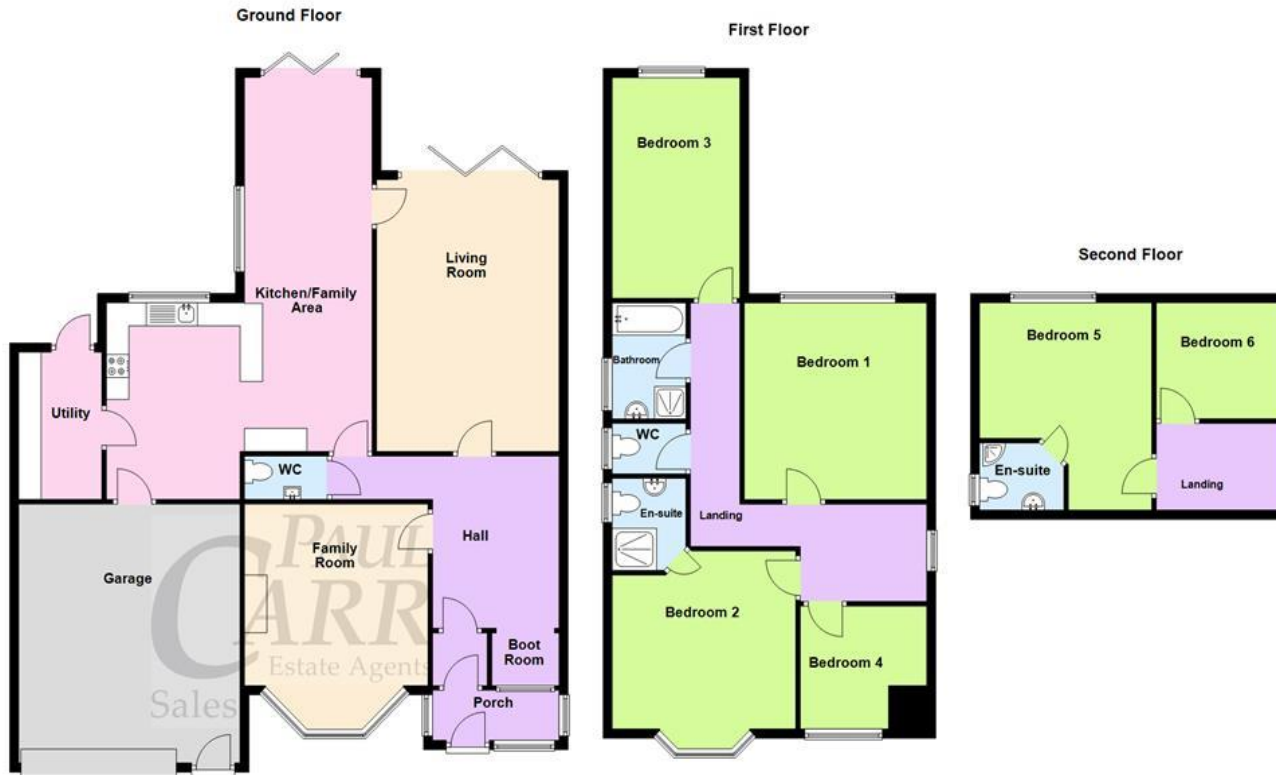 Ground Floor
First Floor
Second Floor
Kitchen/Family
Area
Living
Room
Utility
WC
Hall
Family
Room
Garage
Boot
Room
Porch
PAUL
CARR
Estate Agents
Sales
Bedroom 3
Bathroom
Bedroom 1
WC
En-suite
Landing
Bedroom 2
Bedroom 4
Bedroom 5
Bedroom 6
En-suite
Landing